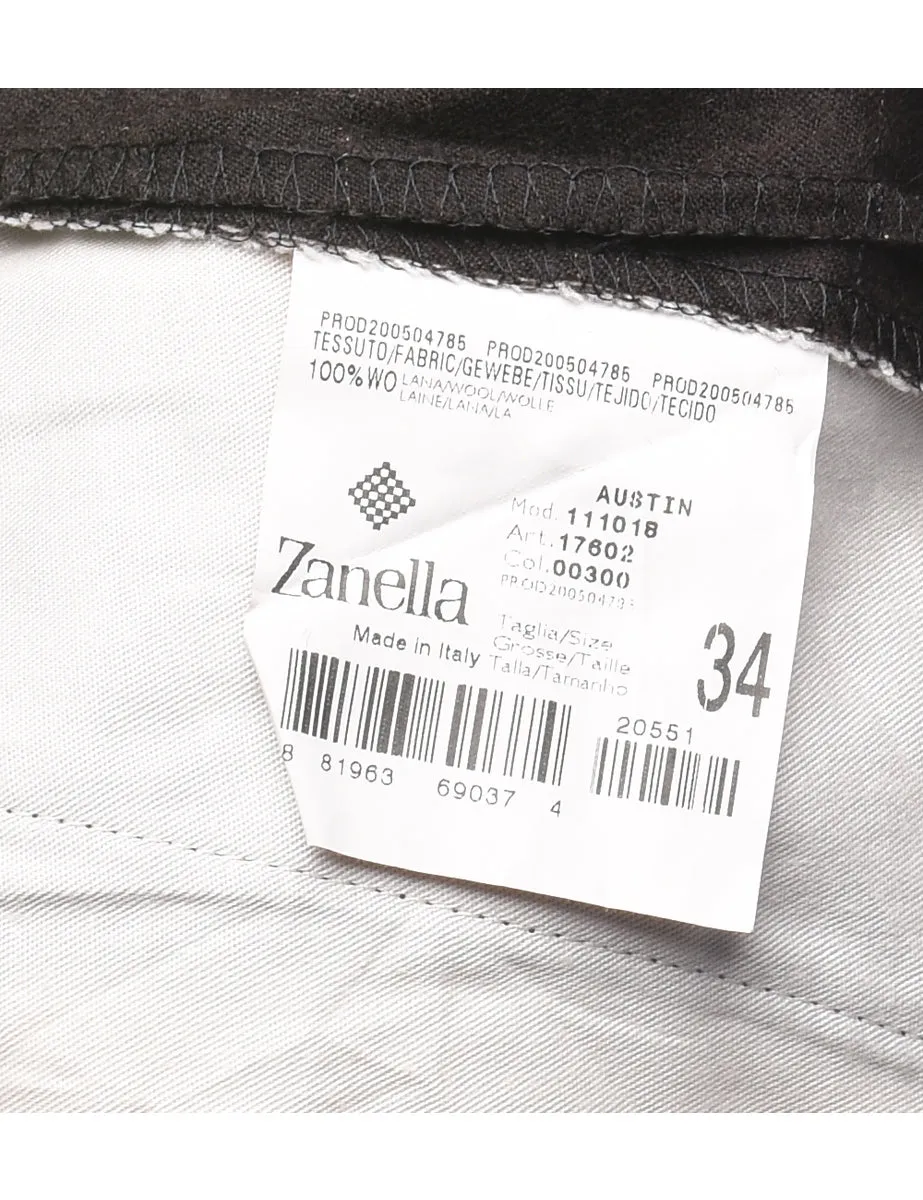 PROD200504785 PROD200504785 PROD200504785
TESSUTO/FABRIC/GEWEBE/TISSU/TEJIDO/TECIDO
100%WO LANA/WOOL/WOLLE
LAINE/LANA/LA
AUSTIN
Mod. 111018
Art. 17602
Col. 00300
PROD200504785
Zanella
Made in Italy
Taglia/Size
Grosse/Taille
Talla/Tamanho
34
20551
8 81963 69037 4